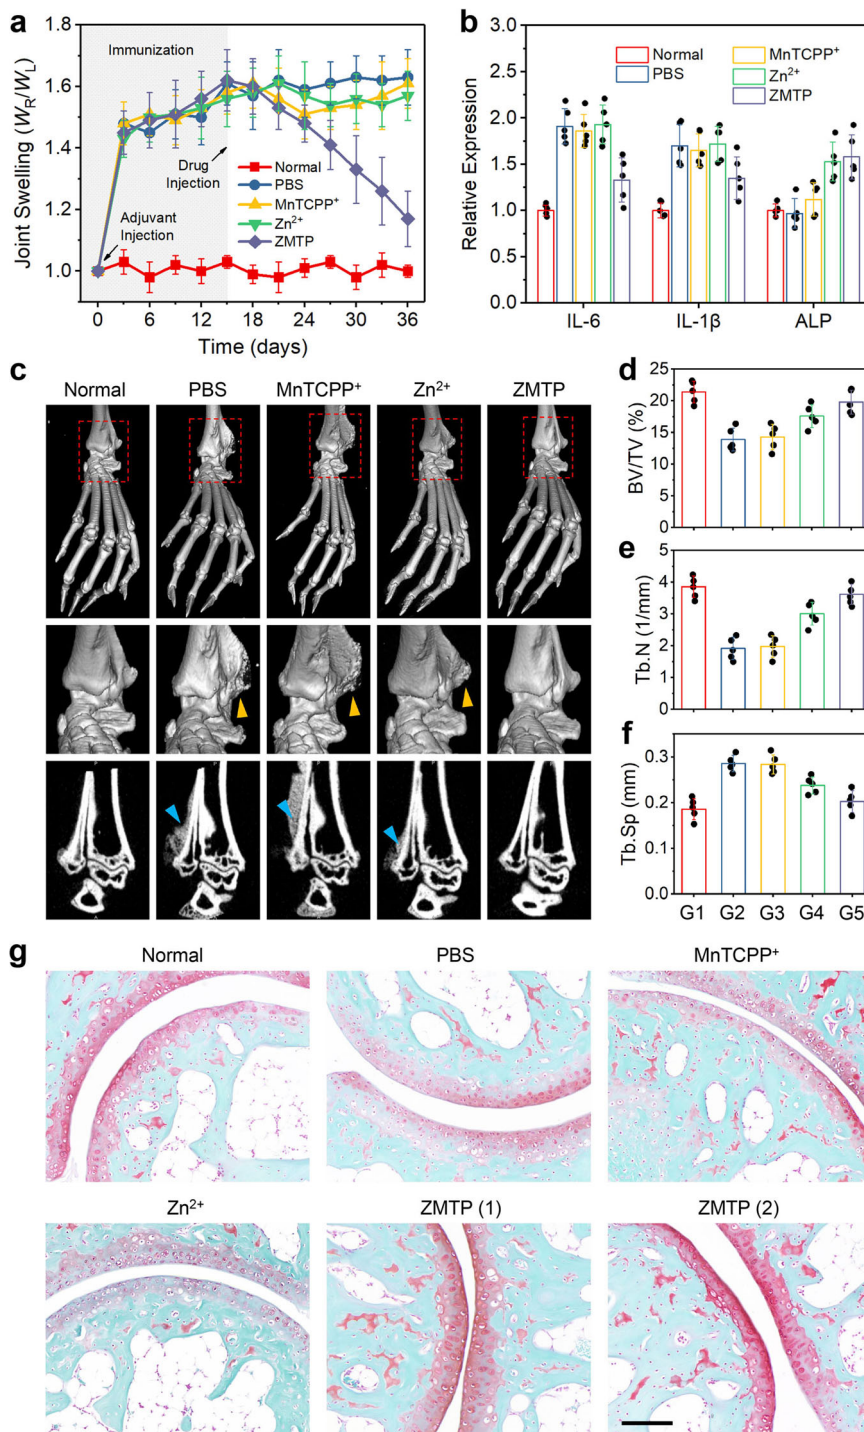 a
Joint Swelling (W_R/W_L)
1.8
1.6
1.4
1.2
1.0
Immunization
Drug
Injection
Adjuvant
Injection
Normal
PBS
MnTCPP⁺
Zn²⁺
ZMTP
0 6 12 18 24 30 36
Time (days)
b
Relative Expression
3.0
2.5
2.0
1.5
1.0
0.5
0.0
Normal
PBS
MnTCPP⁺
Zn²⁺
ZMTP
IL-6 IL-1β ALP
c
Normal PBS MnTCPP⁺ Zn²⁺ ZMTP
d
BV/TV (%)
25
20
15
10
5
0
e
Tb.N (1/mm)
5
4
3
2
1
0
f
Tb.Sp (mm)
0.3
0.2
0.1
0.0
G1 G2 G3 G4 G5
g
Normal PBS MnTCPP⁺
Zn²⁺ ZMTP (1) ZMTP (2)